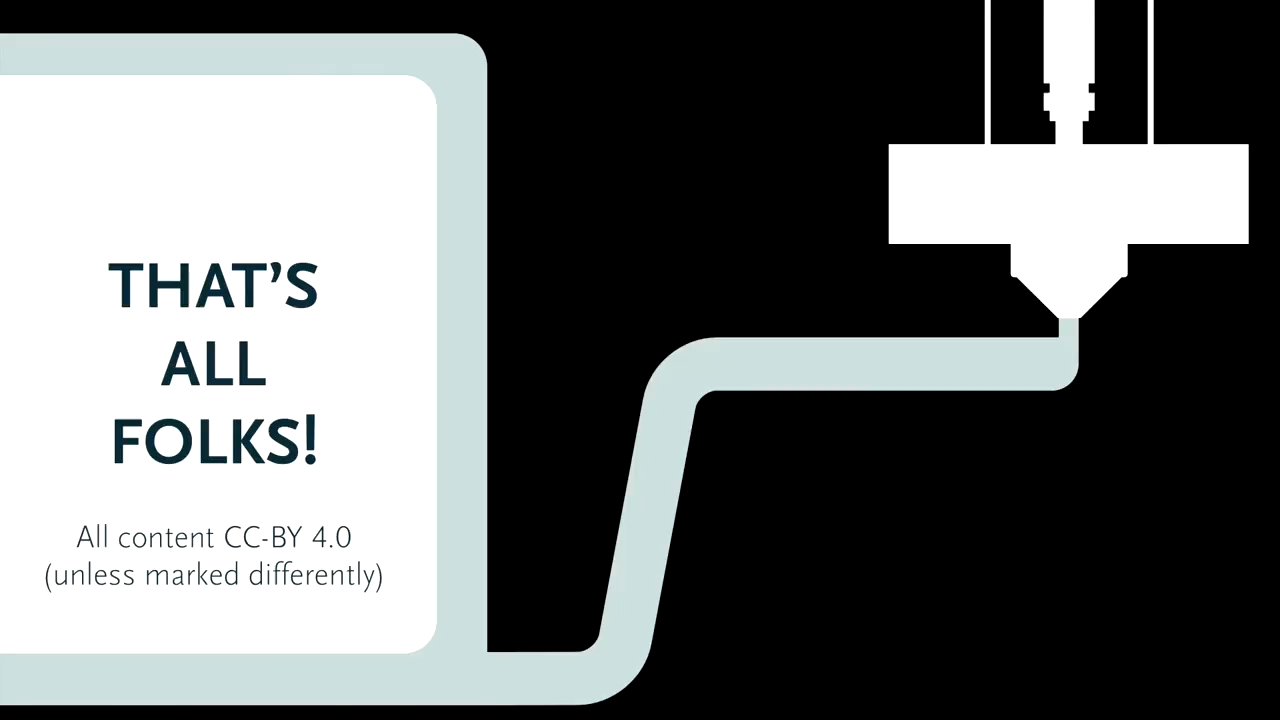 THAT’S
ALL
FOLKS!
All content CC-BY 4.0
(unless marked differently)